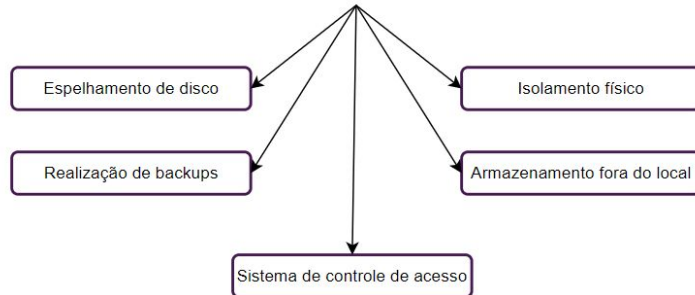 Espelhamento de disco
Isolamento físico
Realização de backups
Armazenamento fora do local
Sistema de controle de acesso